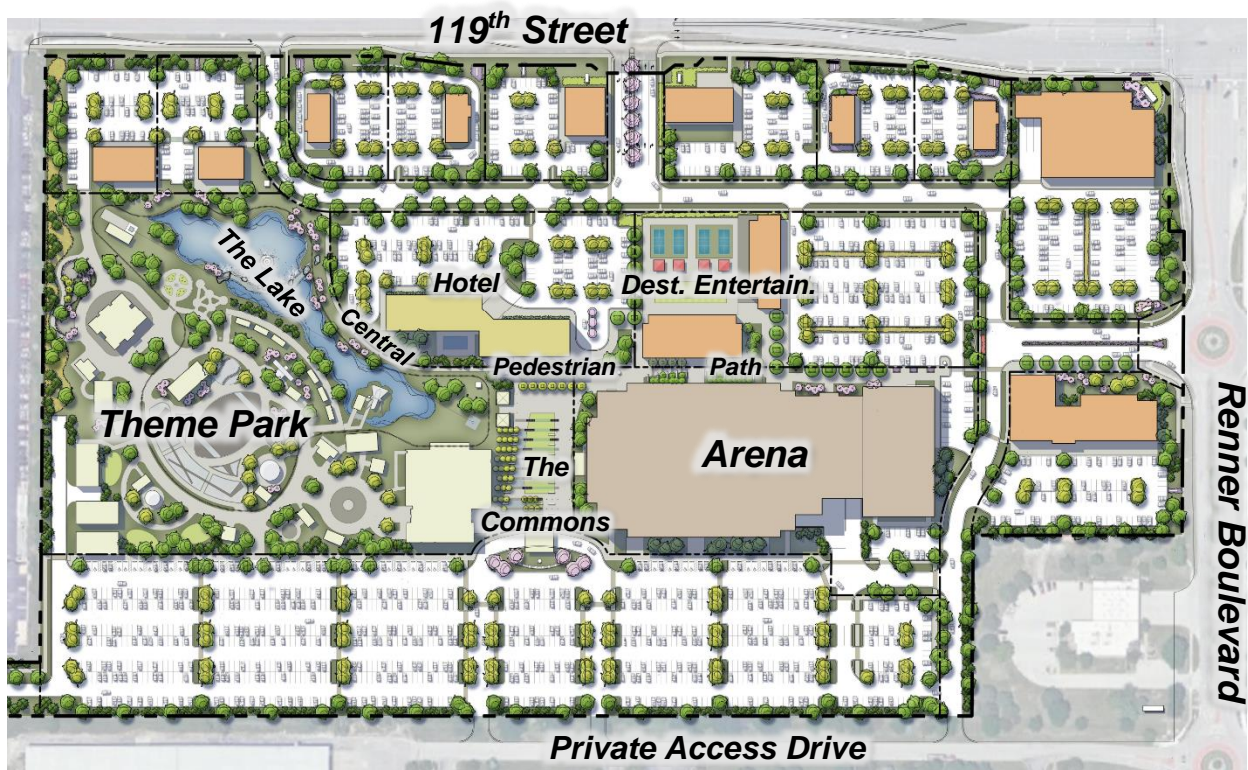 119th Street
The Lake
Hotel
Dest. Entertain.
Central
Pedestrian
Path
Theme Park
The
Arena
Commons
Renner Boulevard
Private Access Drive